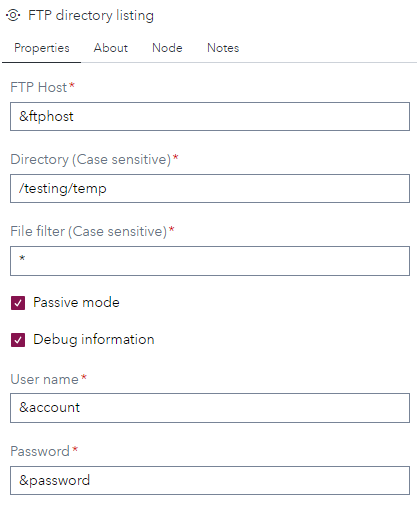 FTP directory listing
Properties About Node Notes
FTP Host*
&ftphost
Directory (Case sensitive)*
/testing/temp
File filter (Case sensitive)*
*
Passive mode
Debug information
User name*
&account
Password*
&password